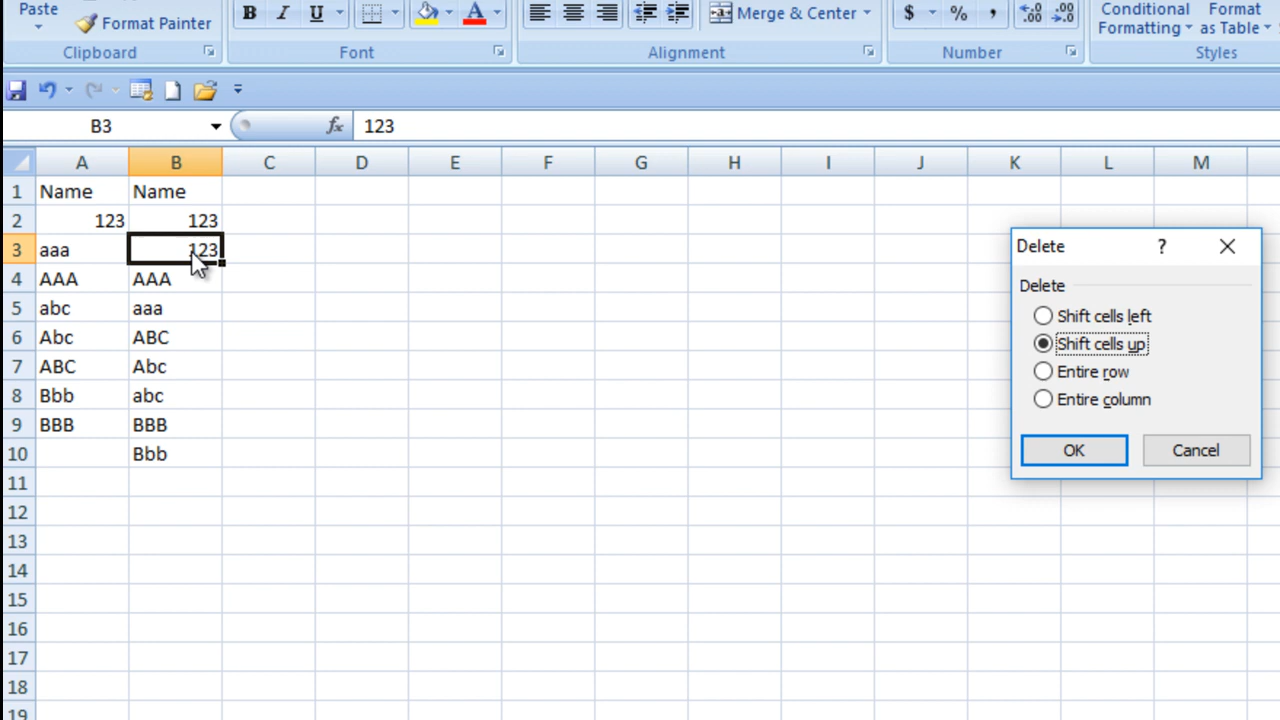 Paste
Format Painter
B I U A
Merge & Center
$ % , .00 .0
Conditional Formatting
Format as Table
Clipboard Font Alignment Number Styles
B3 fx 123
A B C D E F G H I J K L M
1 Name Name
2 123 123
3 aaa 123
4 AAA AAA
5 abc aaa
6 Abc ABC
7 ABC Abc
8 Bbb abc
9 BBB BBB
10 Bbb
11
12
13
14
15
16
17
18
19
Delete ?
Delete
Shift cells left
Shift cells up
Entire row
Entire column
OK Cancel